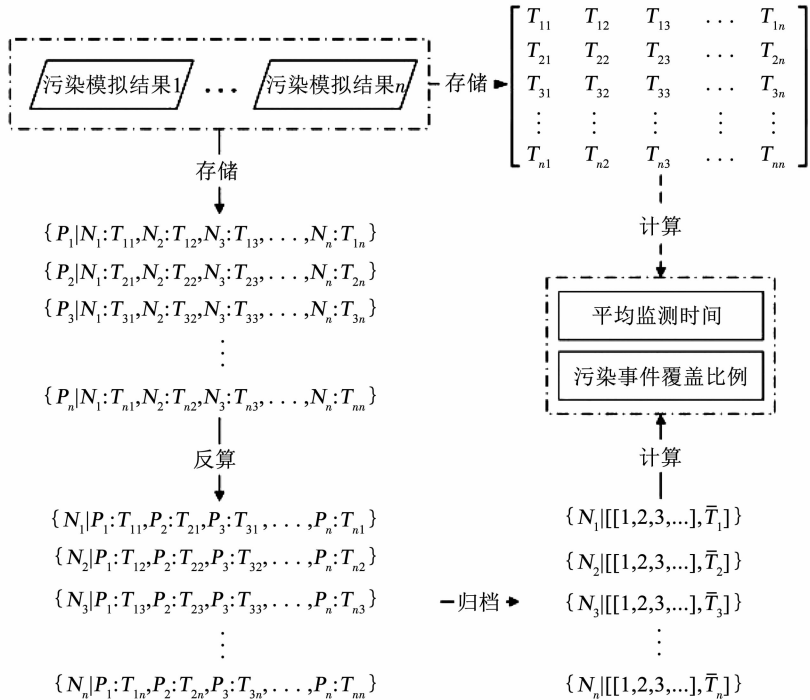 污染模拟结果1 ... 污染模拟结果n
存储
T11 T12 T13 ... T1n
T21 T22 T23 ... T2n
T31 T32 T33 ... T3n
⋮ ⋮ ⋮ ⋮ ⋮
Tn1 Tn2 Tn3 ... Tnn
存储
{P1|N1:T11,N2:T12,N3:T13,...,Nn:T1n}
{P2|N1:T21,N2:T22,N3:T23,...,Nn:T2n}
{P3|N1:T31,N2:T32,N3:T33,...,Nn:T3n}
⋮
{Pn|N1:Tn1,N2:Tn2,N3:Tn3,...,Nn:Tnn}
反算
{N1|P1:T11,P2:T21,P3:T31,...,Pn:Tn1}
{N2|P1:T12,P2:T22,P3:T32,...,Pn:Tn2}
{N3|P1:T13,P2:T23,P3:T33,...,Pn:Tn3}
⋮
{Nn|P1:T1n,P2:T2n,P3:T3n,...,Pn:Tnn}
归档
计算
平均监测时间
污染事件覆盖比例
计算
{N1|[[1,2,3,...],T̄1]}
{N2|[[1,2,3,...],T̄2]}
{N3|[[1,2,3,...],T̄3]}
⋮
{Nn|[[1,2,3,...],T̄n]}